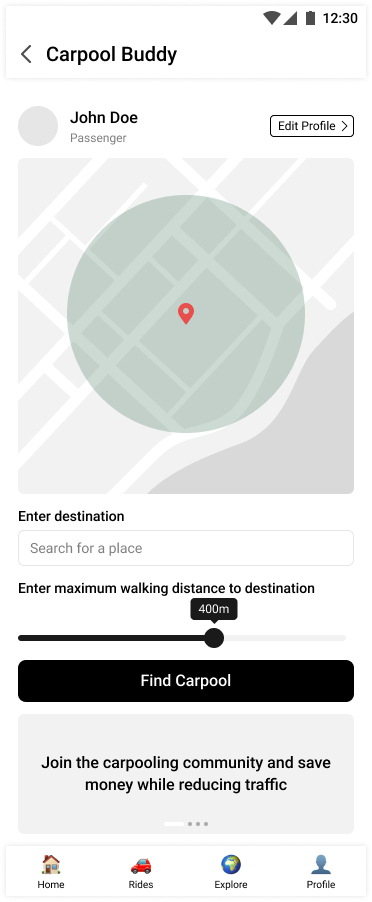 12:30
Carpool Buddy
John Doe
Passenger
Edit Profile
Enter destination
Search for a place
Enter maximum walking distance to destination
400m
Find Carpool
Join the carpooling community and save
money while reducing traffic
Home
Rides
Explore
Profile